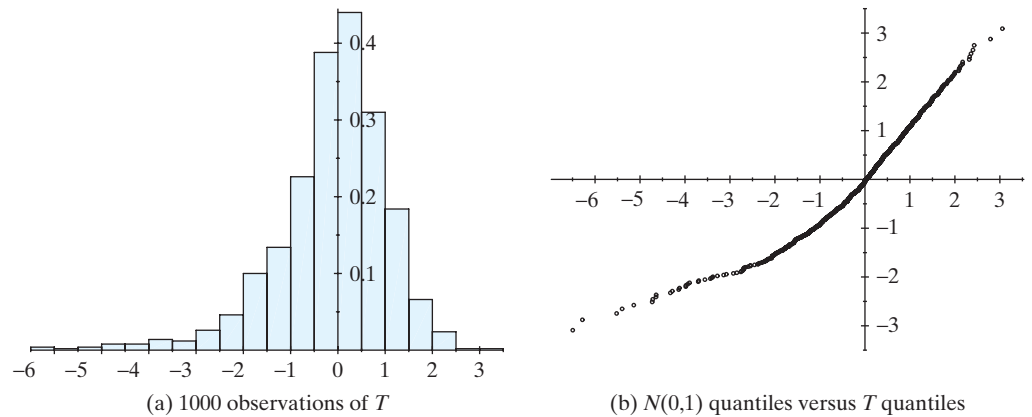 0.4
0.3
0.2
0.1
−6 −5 −4 −3 −2 −1 0 1 2 3
(a) 1000 observations of T
3
2
1
−6 −5 −4 −3 −2 −1 1 2 3
−1
−2
−3
(b) N(0,1) quantiles versus T quantiles